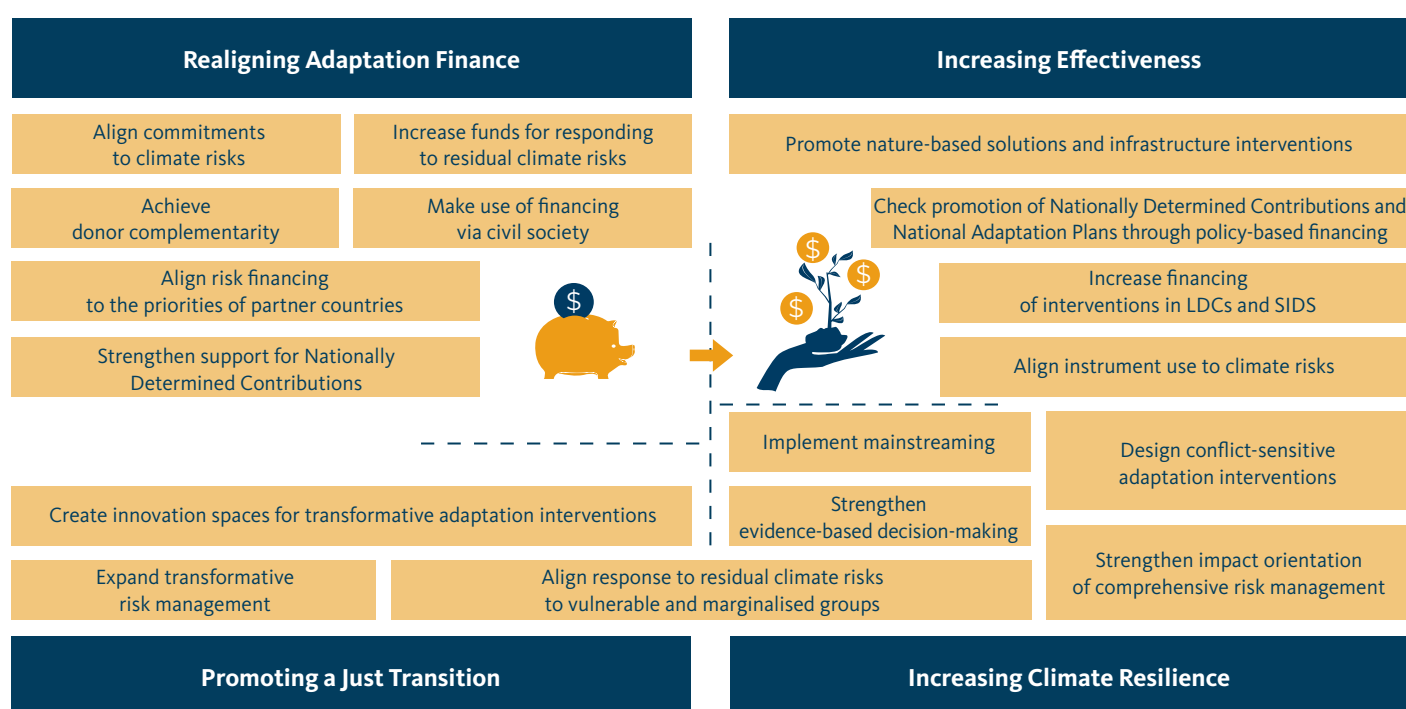 Realigning Adaptation Finance
Align commitments
to climate risks
Increase funds for responding
to residual climate risks
Achieve
donor complementarity
Make use of financing
via civil society
Align risk financing
to the priorities of partner countries
Strengthen support for Nationally
Determined Contributions
$
Increasing Effectiveness
Promote nature-based solutions and infrastructure interventions
Check promotion of Nationally Determined Contributions and
National Adaptation Plans through policy-based financing
$
$
$
Increase financing
of interventions in LDCs and SIDS
Align instrument use to climate risks
Create innovation spaces for transformative adaptation interventions
Expand transformative
risk management
Align response to residual climate risks
to vulnerable and marginalised groups
Promoting a Just Transition
Implement mainstreaming
Strengthen
evidence-based decision-making
Design conflict-sensitive
adaptation interventions
Strengthen impact orientation
of comprehensive risk management
Increasing Climate Resilience